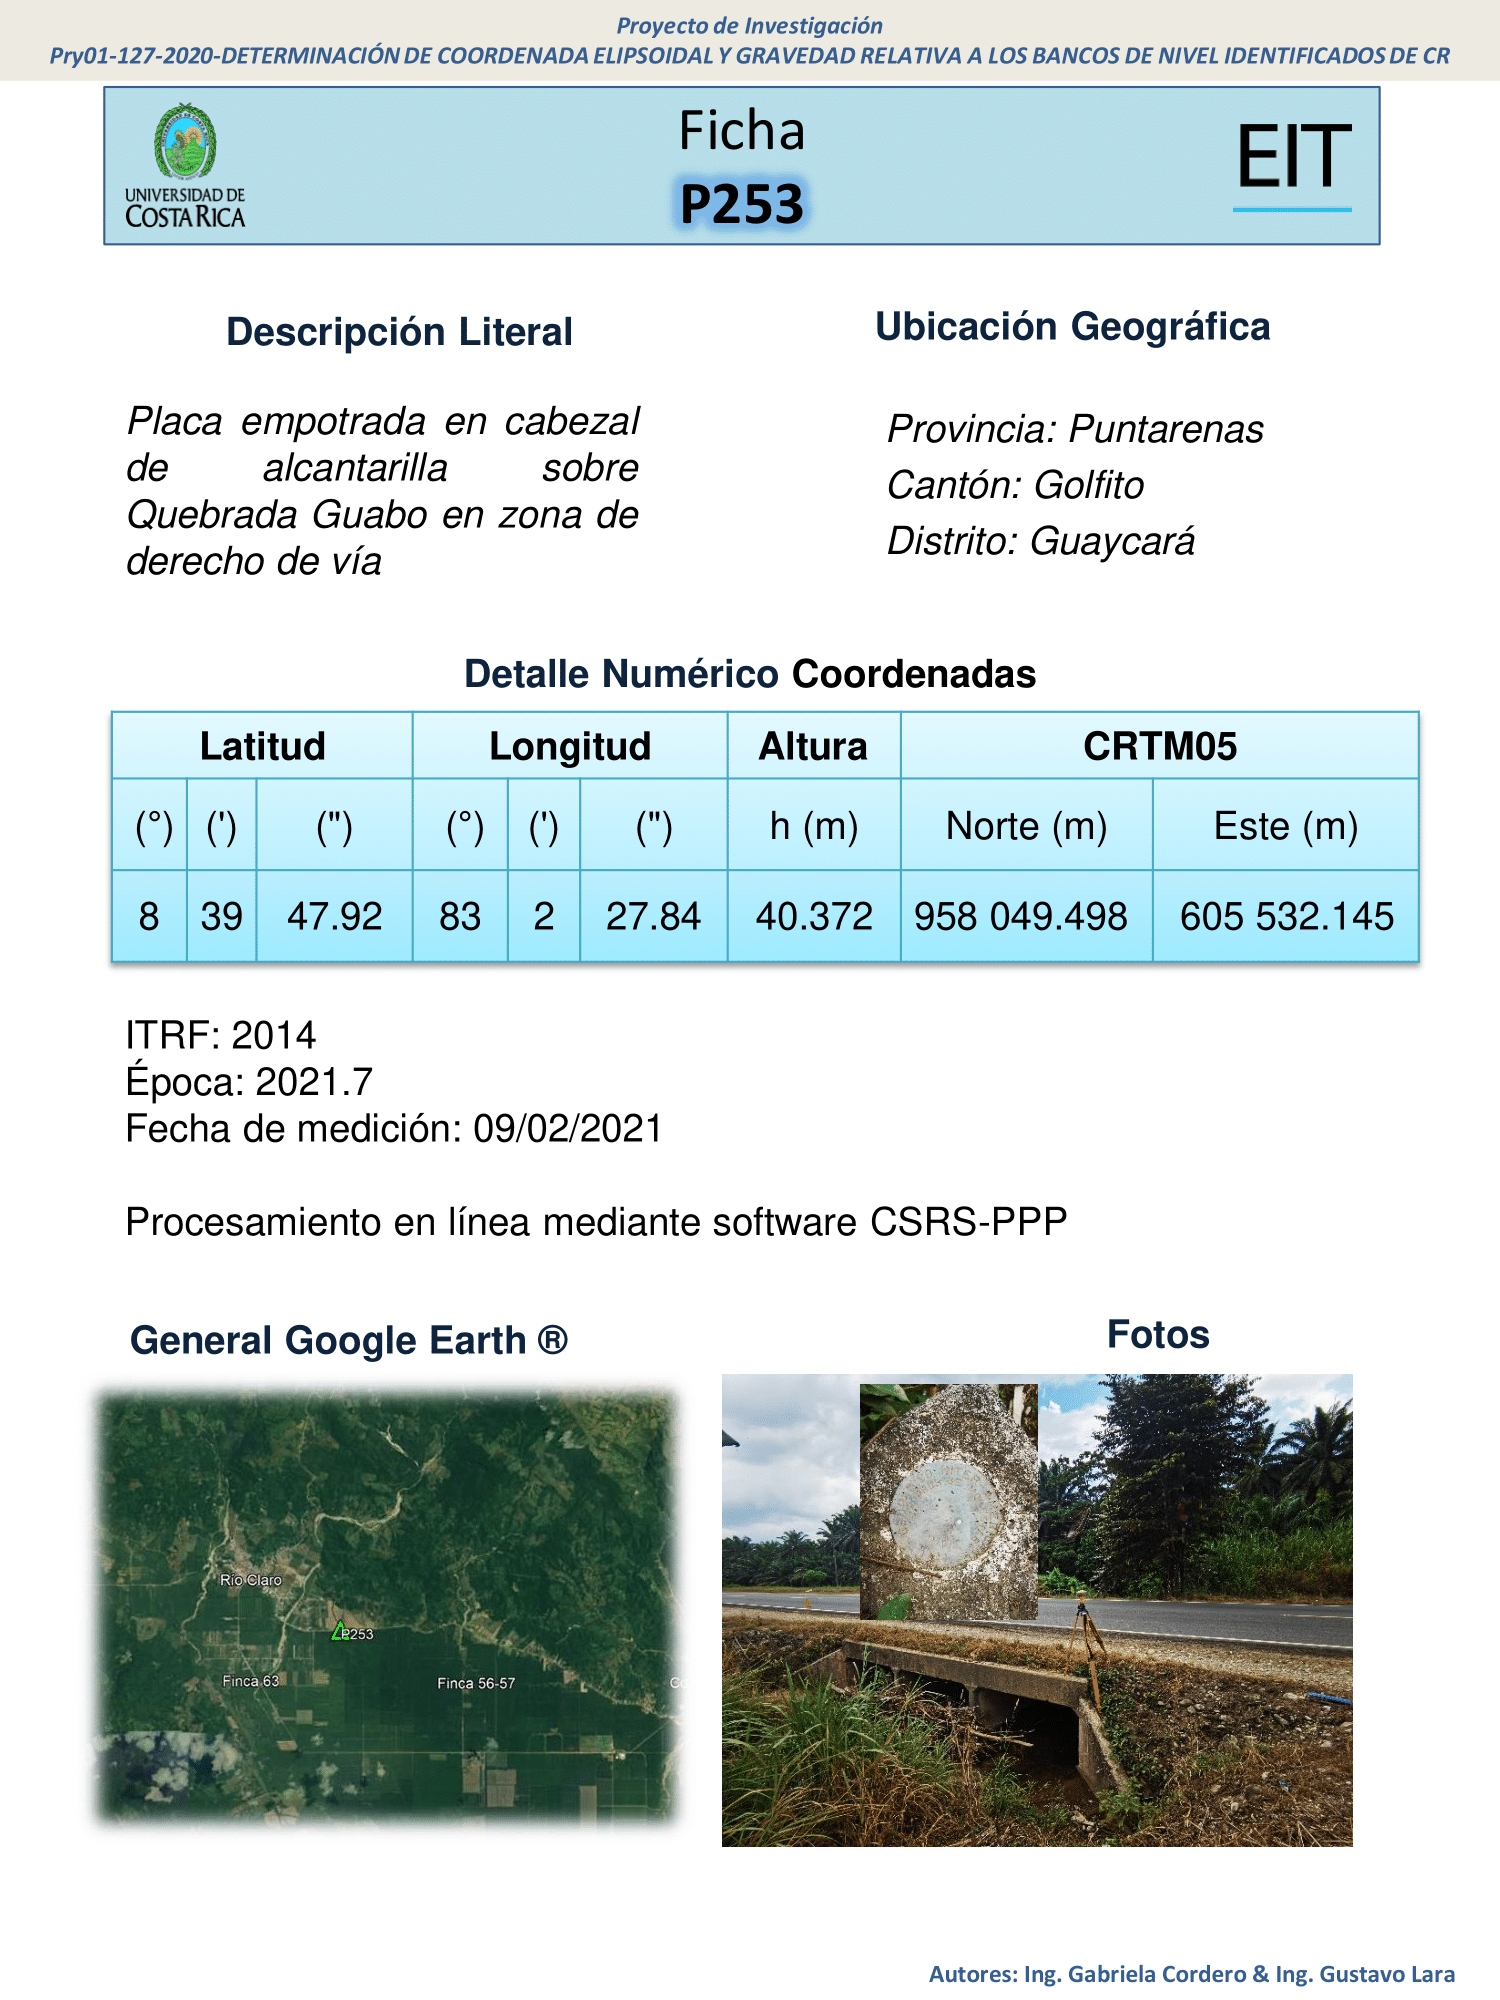 Proyecto de Investigación
Pry01-127-2020-DETERMINACIÓN DE COORDENADA ELIPSOIDAL Y GRAVEDAD RELATIVA A LOS BANCOS DE NIVEL IDENTIFICADOS DE CR
UNIVERSIDAD DE
COSTA RICA
Ficha
P253
EIT
Descripción Literal
Placa empotrada en cabezal
de alcantarilla sobre
Quebrada Guabo en zona de
derecho de vía
Ubicación Geográfica
Provincia: Puntarenas
Cantón: Golfito
Distrito: Guaycará
Detalle Numérico Coordenadas
Latitud Longitud Altura CRTM05
(°) (') (") (°) (') (") h (m) Norte (m) Este (m)
8 39 47.92 83 2 27.84 40.372 958 049.498 605 532.145
ITRF: 2014
Época: 2021.7
Fecha de medición: 09/02/2021
Procesamiento en línea mediante software CSRS-PPP
General Google Earth ®
Río Claro
P253
Finca 63
Finca 56-57
Fotos
Autores: Ing. Gabriela Cordero & Ing. Gustavo Lara